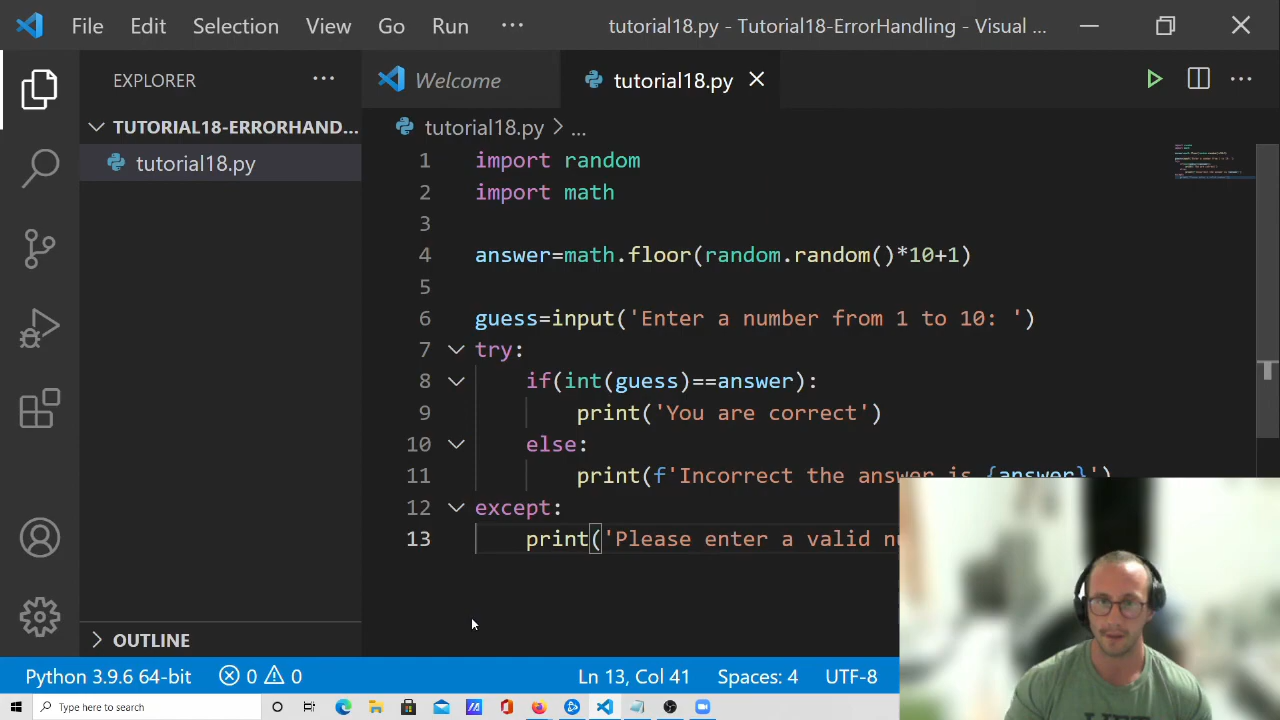 File Edit Selection View Go Run ··· tutorial18.py - Tutorial18-ErrorHandling - Visual ...
EXPLORER ···
TUTORIAL18-ERRORHAND...
tutorial18.py
OUTLINE
Welcome tutorial18.py
tutorial18.py > ...
1 import random
2 import math
3
4 answer=math.floor(random.random()*10+1)
5
6 guess=input('Enter a number from 1 to 10: ')
7 try:
8 if(int(guess)==answer):
9 print('You are correct')
10 else:
11 print(f'Incorrect the answer is {answer}')
12 except:
13 print('Please enter a valid
Python 3.9.6 64-bit 0 0 Ln 13, Col 41 Spaces: 4 UTF-8
Type here to search